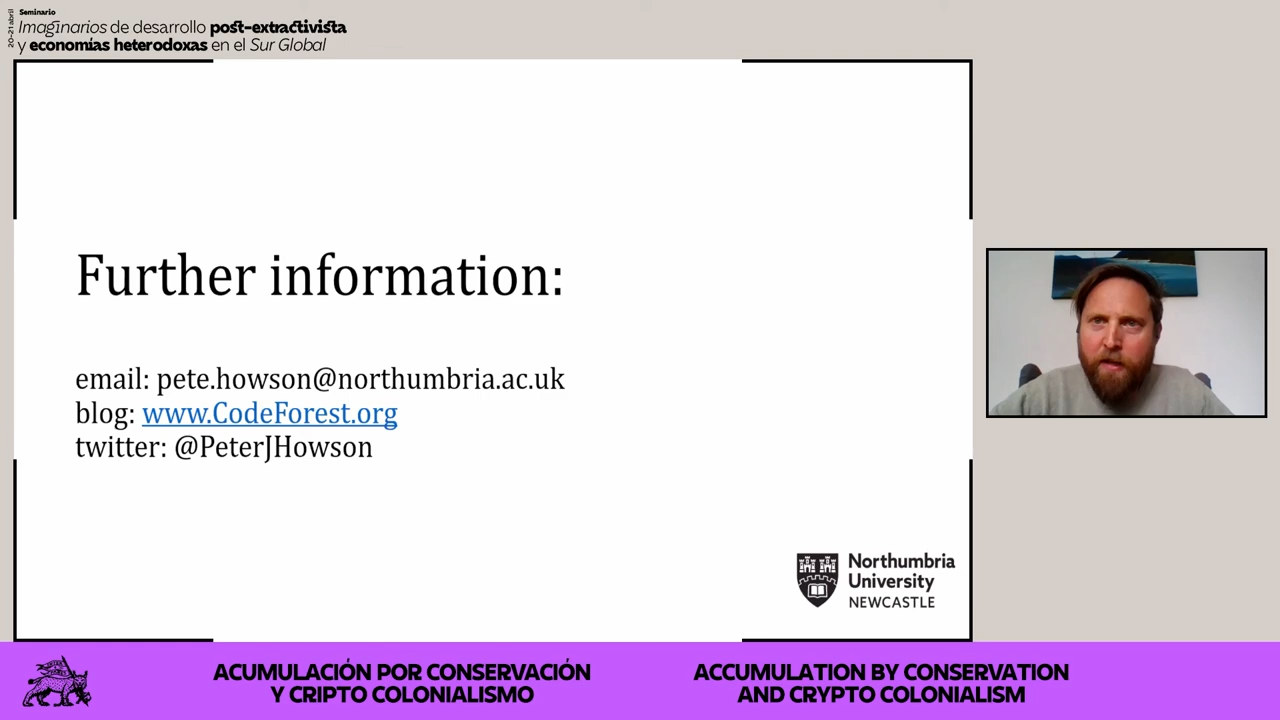 20–21 abril
Seminario
Imaginarios de desarrollo post-extractivista
y economías heterodoxas en el Sur Global
Further information:
email: pete.howson@northumbria.ac.uk
blog: www.CodeForest.org
twitter: @PeterJHowson
Northumbria
University
NEWCASTLE
ACUMULACIÓN POR CONSERVACIÓN
Y CRIPTO COLONIALISMO
ACCUMULATION BY CONSERVATION
AND CRYPTO COLONIALISM